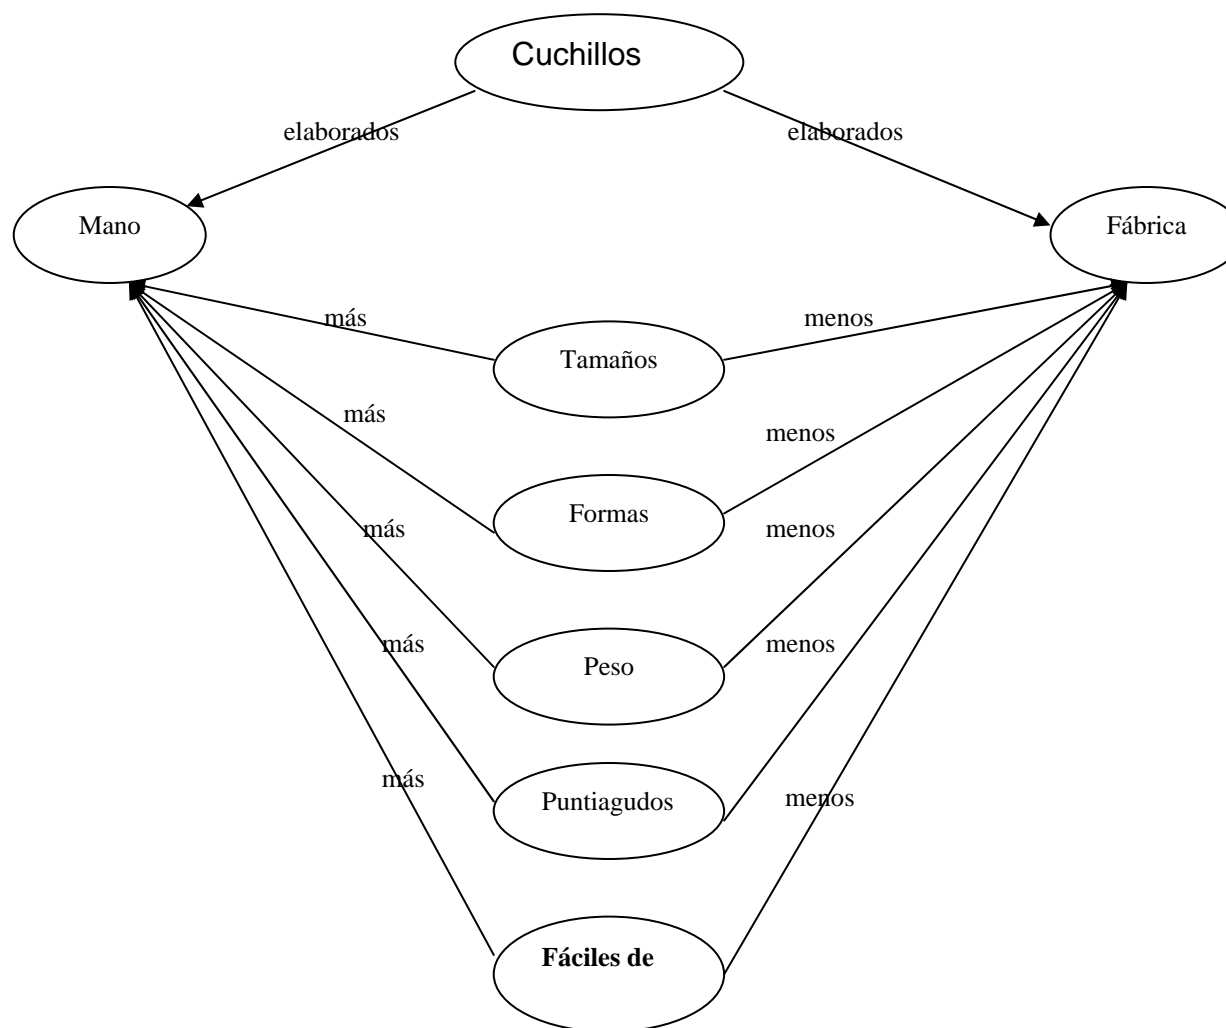 Cuchillos
elaborados
elaborados
Mano
Fábrica
más
menos
Tamaños
más
menos
Formas
más
menos
Peso
más
menos
Puntiagudos
más
menos
Fáciles de